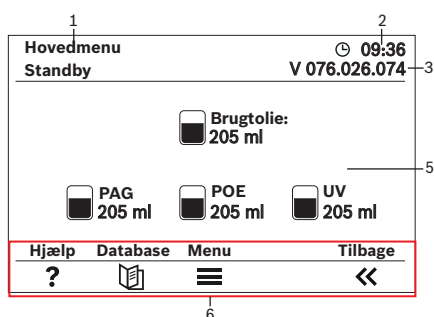 1 2
Hovedmenu 09:36
Standby V 076.026.074 3
Brugtolie:
205 ml
5
PAG POE UV
205 ml 205 ml 205 ml
Hjælp Database Menu Tilbage
?
6